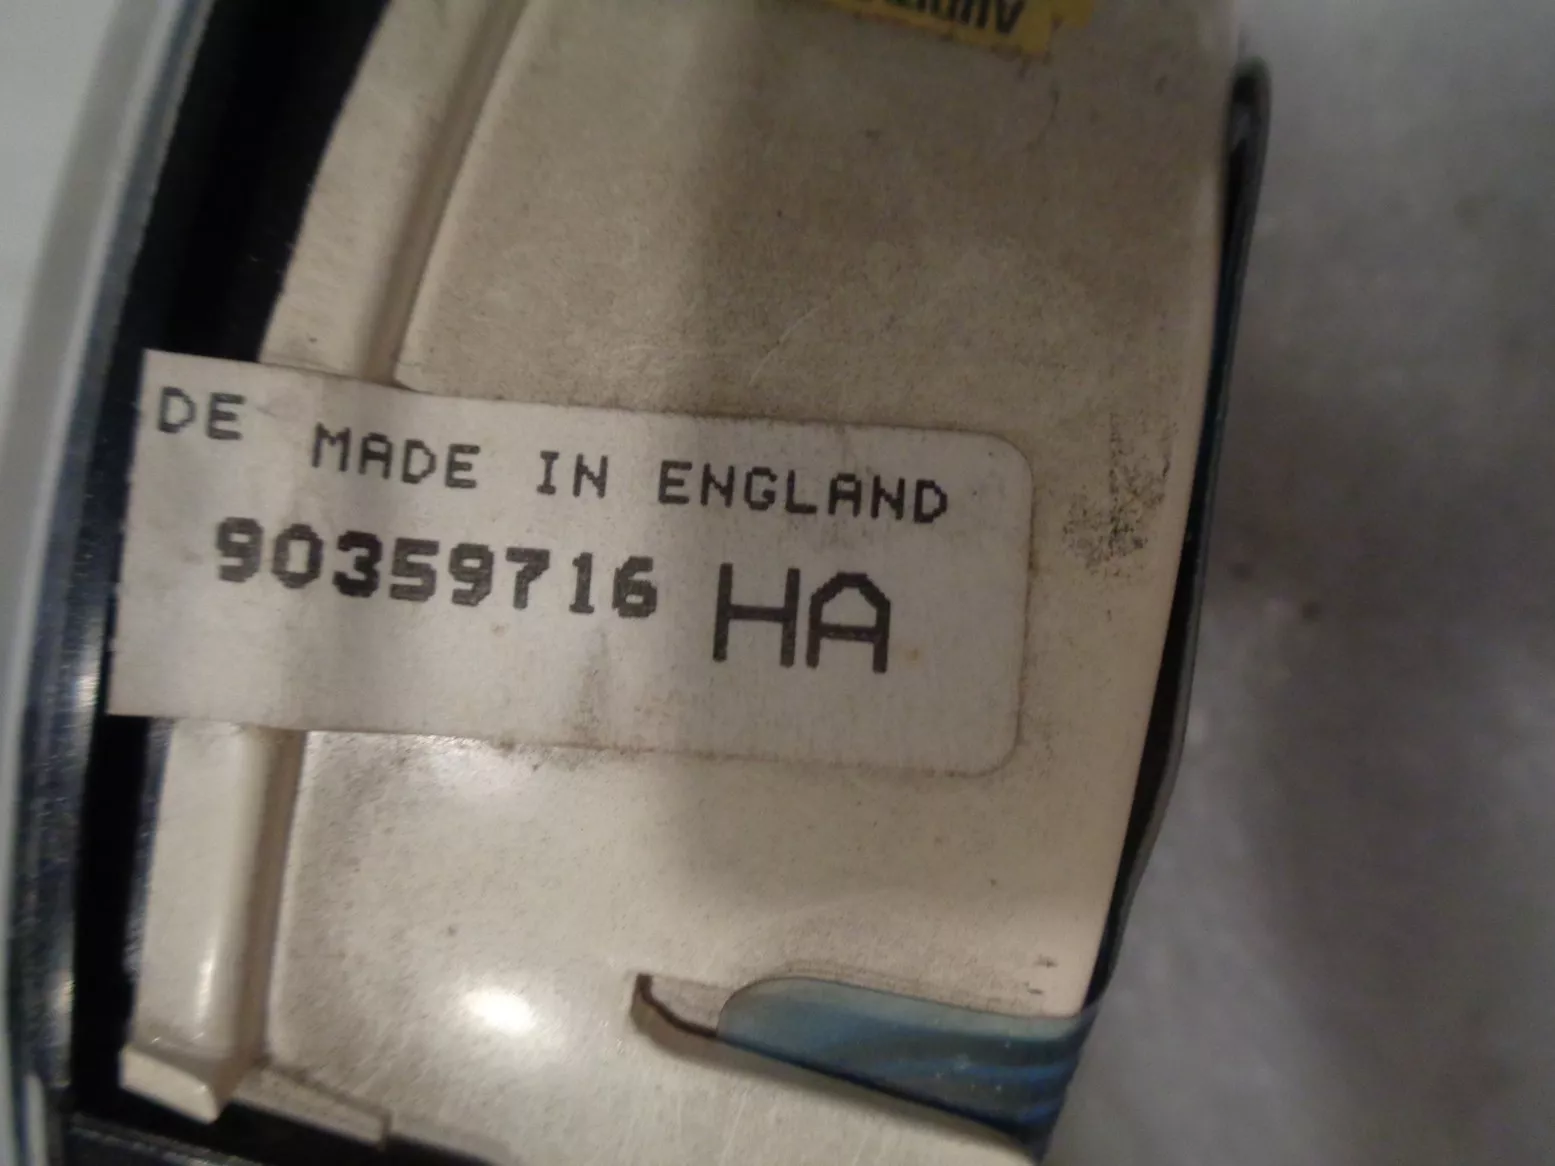 DE MADE IN ENGLAND
90359716 HA